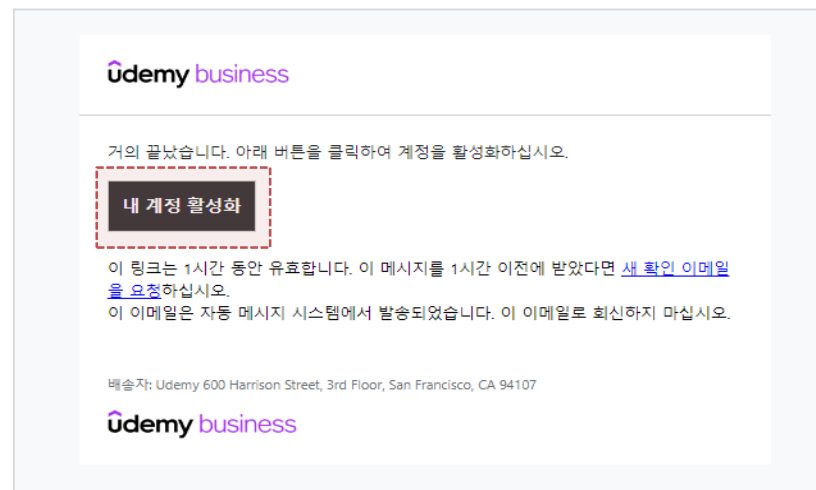 ûdemy business
거의 끝났습니다. 아래 버튼을 클릭하여 계정을 활성화하십시오.
내 계정 활성화
이 링크는 1시간 동안 유효합니다. 이 메시지를 1시간 이전에 받았다면 새 확인 이메일
을 요청하십시오.
이 이메일은 자동 메시지 시스템에서 발송되었습니다. 이 이메일로 회신하지 마십시오.
배송자: Udemy 600 Harrison Street, 3rd Floor, San Francisco, CA 94107
ûdemy business